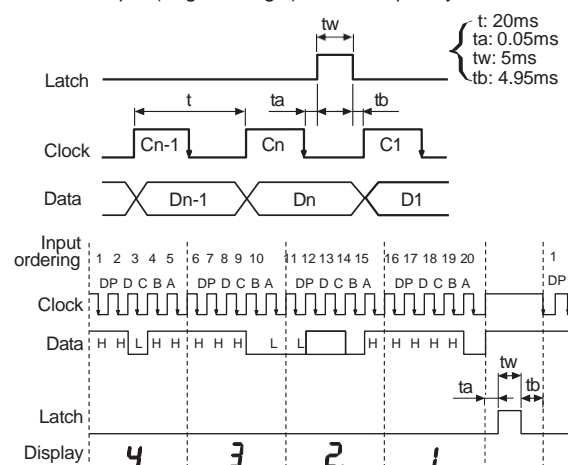 tw
t: 20ms
ta: 0.05ms
tw: 5ms
tb: 4.95ms
Latch
t ta tb
Clock Cn-1 Cn C1
Data Dn-1 Dn D1
Input
ordering 1 2 3 4 5 6 7 8 9 10 11 12 13 14 15 16 17 18 19 20 1
DP D C B A DP D C B A DP D C B A DP D C B A DP
Clock
Data H H L H H H H H L L H H H H H
tw
ta tb
Latch
Display 4 3 2. 1